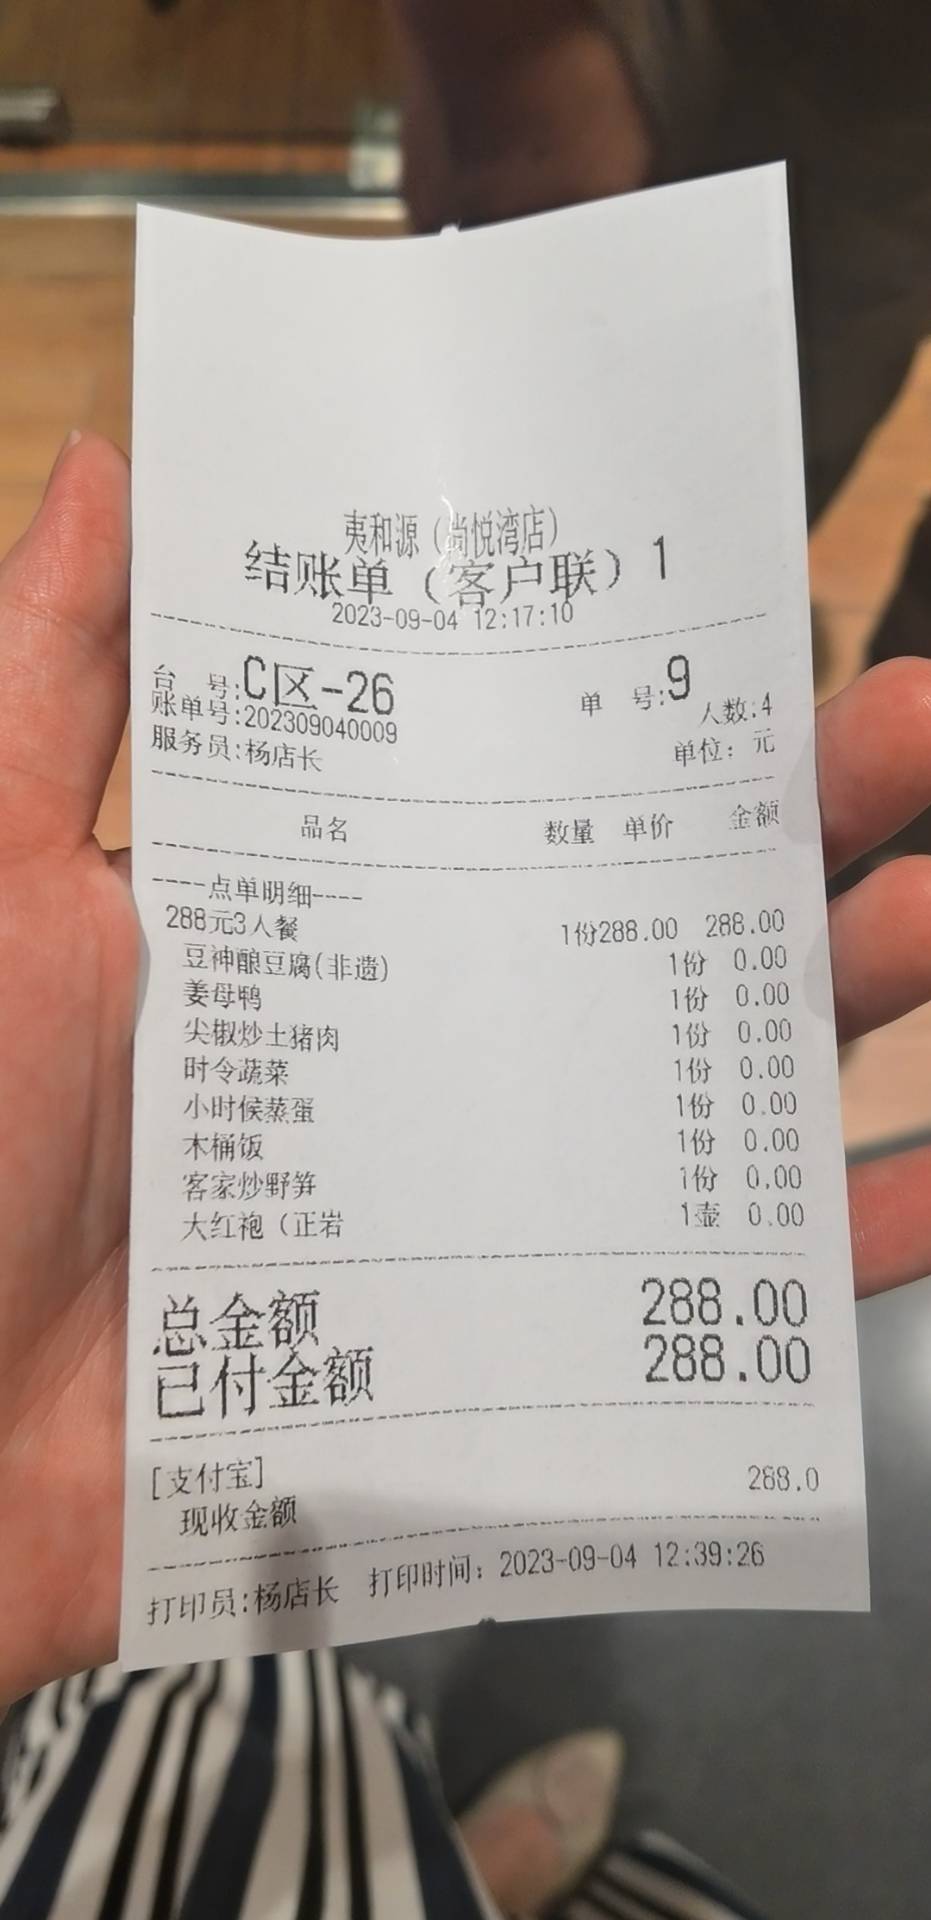 夷和源（尚悦湾店）
结账单（客户联）1
2023-09-04 12:17:10
台 号:C区-26 单 号:9
账单号:202309040009 人数:4
服务员:杨店长 单位: 元
品名 数量 单价 金额
----点单明细----
288元3人餐 1份288.00 288.00
豆神酿豆腐(非遗) 1份 0.00
姜母鸭 1份 0.00
尖椒炒土猪肉 1份 0.00
时令蔬菜 1份 0.00
小时候蒸蛋 1份 0.00
木桶饭 1份 0.00
客家炒野笋 1份 0.00
大红袍（正岩 1壶 0.00
总金额 288.00
已付金额 288.00
[支付宝] 288.0
现收金额
打印员:杨店长 打印时间: 2023-09-04 12:39:26